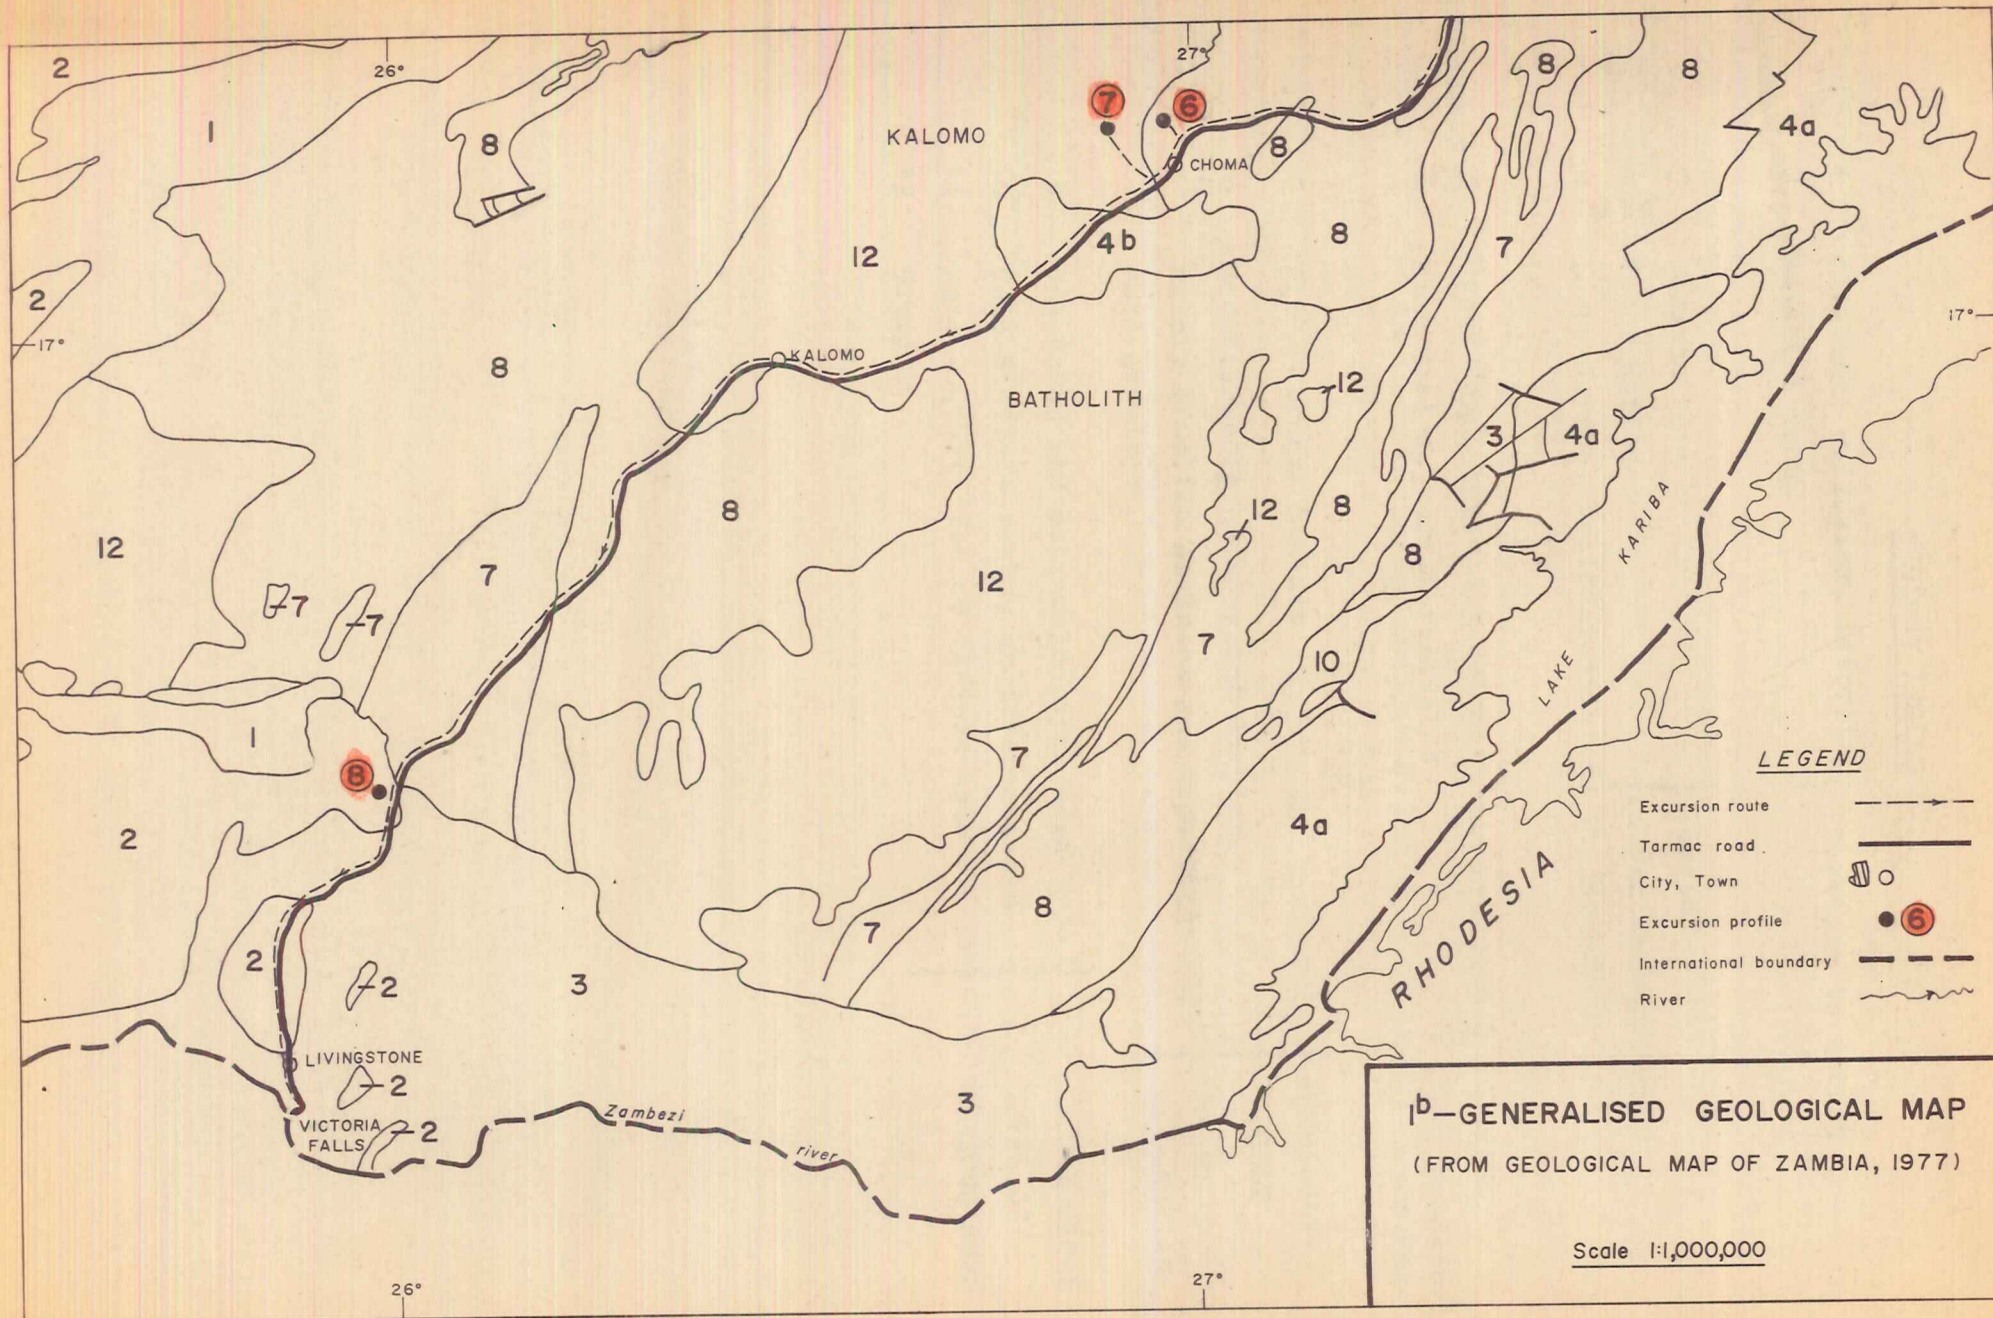 2
26°
27°
8
8
1
8
7
6
KALOMO
4a
CHOMA
8
12
4b
8
7
2
17°
17°
8
KALOMO
12
BATHOLITH
3
4a
8
12
8
KARIBA
12
8
7
12
7
7
7
10
LAKE
1
7
8
2
4a
8
7
2
2
3
RHODESIA
LEGEND
Excursion route
Tarmac road
City, Town
Excursion profile
6
International boundary
River
LIVINGSTONE
2
VICTORIA
FALLS
2
Zambezi
river
3
1b—GENERALISED GEOLOGICAL MAP
(FROM GEOLOGICAL MAP OF ZAMBIA, 1977)
Scale 1:1,000,000
26°
27°